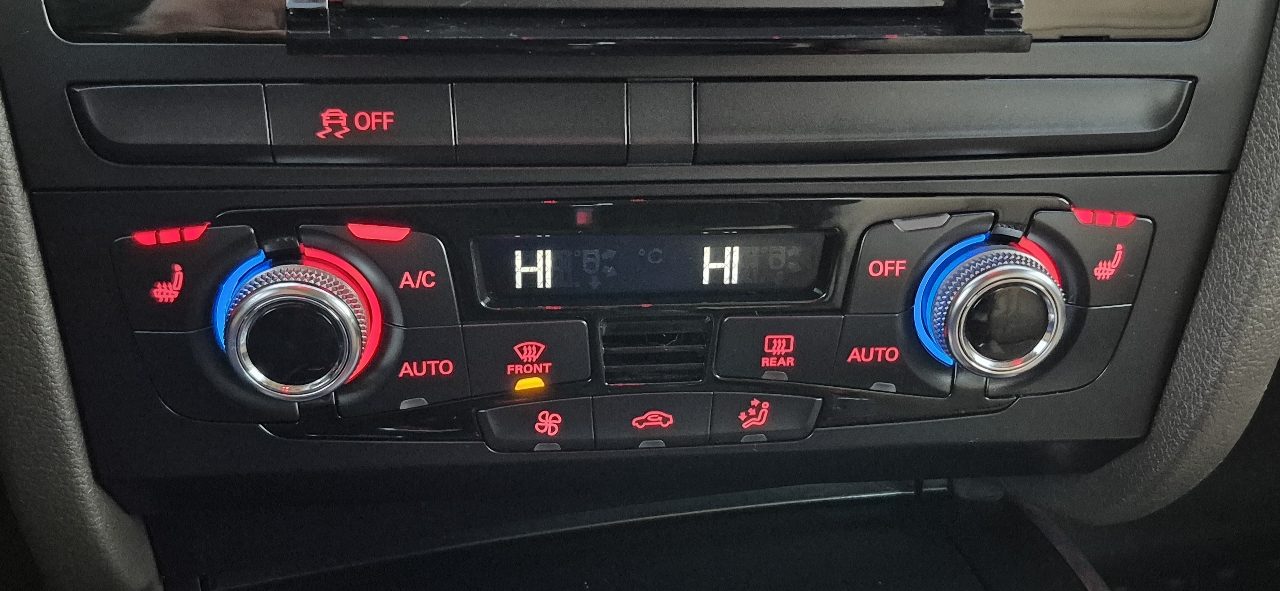 OFF
HI °C HI
A/C
OFF
AUTO
FRONT
REAR
AUTO